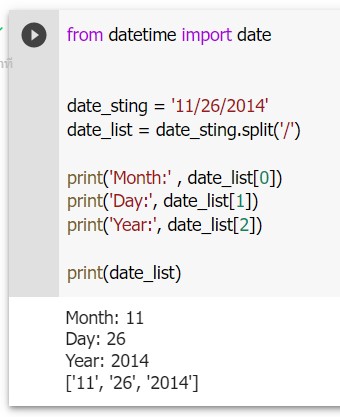 from datetime import date
date_sting = '11/26/2014'
date_list = date_sting.split('/')
print('Month:' , date_list[0])
print('Day:', date_list[1])
print('Year:', date_list[2])
print(date_list)
Month: 11
Day: 26
Year: 2014
['11', '26', '2014']